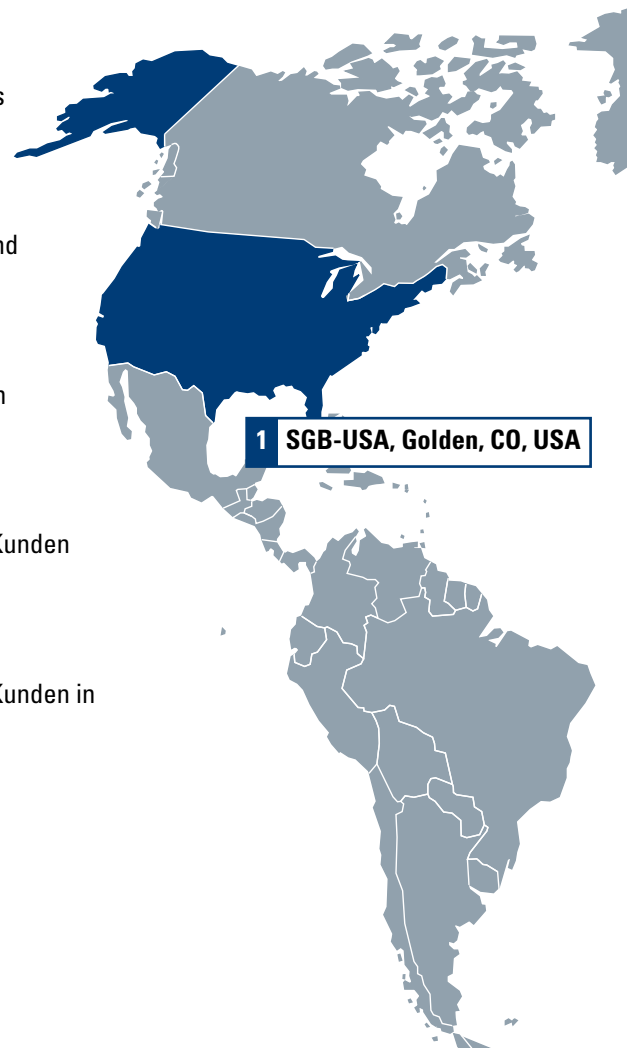 s
nd
n
1 SGB-USA, Golden, CO, USA
Kunden
Kunden in